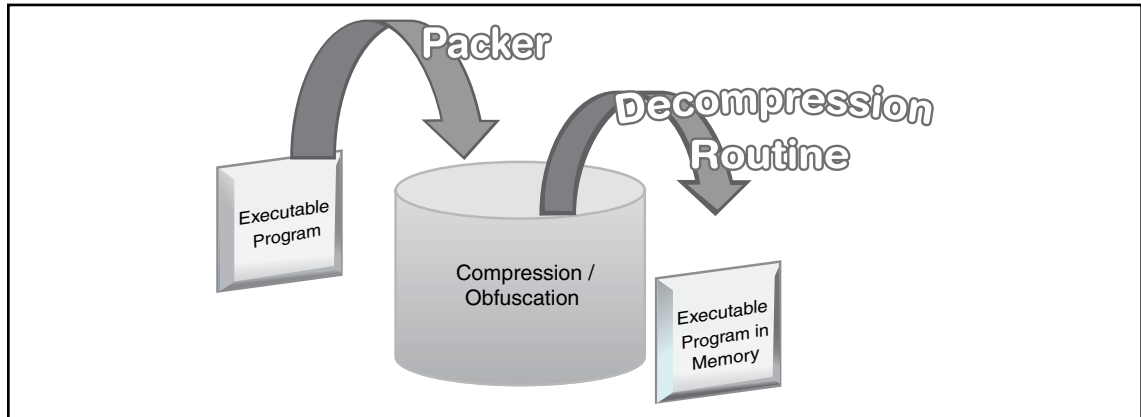 Packer
Decompression
Routine
Executable
Program
Compression /
Obfuscation
Executable
Program in
Memory